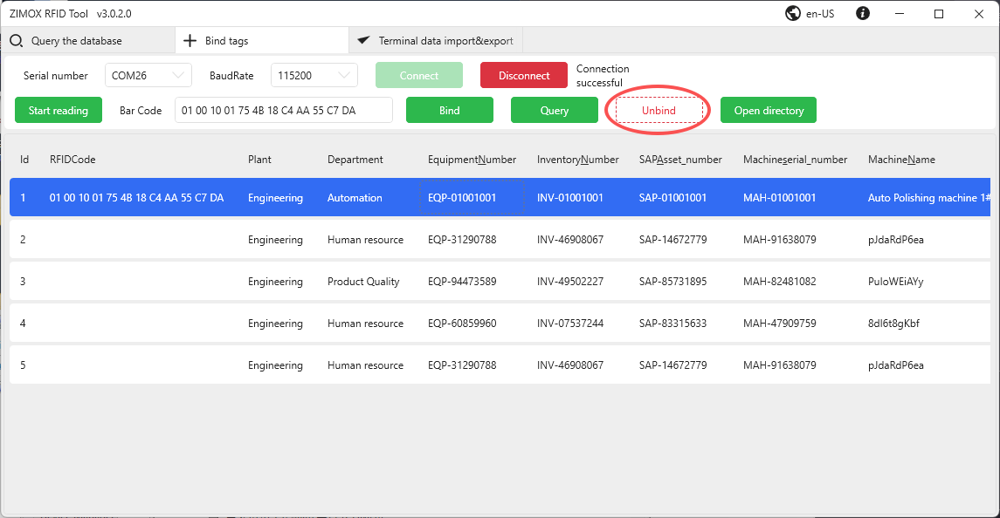 ZIMOX RFID Tool v3.0.2.0 en-US
Query the database Bind tags Terminal data import&export
Serial number COM26 BaudRate 115200 Connect Disconnect Connection successful
Start reading Bar Code 01 00 10 01 75 4B 18 C4 AA 55 C7 DA Bind Query Unbind Open directory
Id RFIDCode Plant Department EquipmentNumber InventoryNumber SAPAsset_number Machineserial_number MachineName
1 01 00 10 01 75 4B 18 C4 AA 55 C7 DA Engineering Automation EQP-01001001 INV-01001001 SAP-01001001 MAH-01001001 Auto Polishing machine 1#
2 Engineering Human resource EQP-31290788 INV-46908067 SAP-14672779 MAH-91638079 pJdaRdP6ea
3 Engineering Product Quality EQP-94473589 INV-49502227 SAP-85731895 MAH-82481082 PuloWEiAYy
4 Engineering Human resource EQP-60859960 INV-07537244 SAP-83315633 MAH-47909759 8dI6t8gKbf
5 Engineering Human resource EQP-31290788 INV-46908067 SAP-14672779 MAH-91638079 pJdaRdP6ea